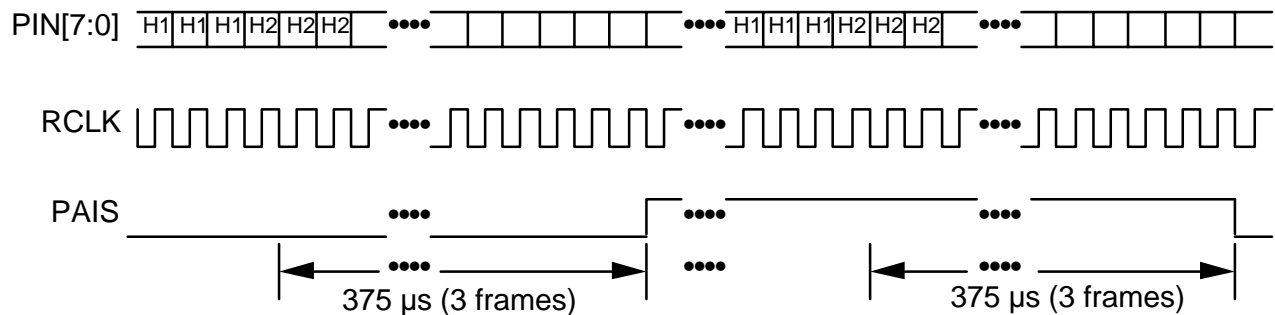 PIN[7:0] H1 H1 H1 H2 H2 H2 •••• •••• H1 H1 H1 H2 H2 H2 ••••
RCLK •••• •••• ••••
PAIS •••• •••• ••••
•••• •••• ••••
375 µs (3 frames) 375 µs (3 frames)